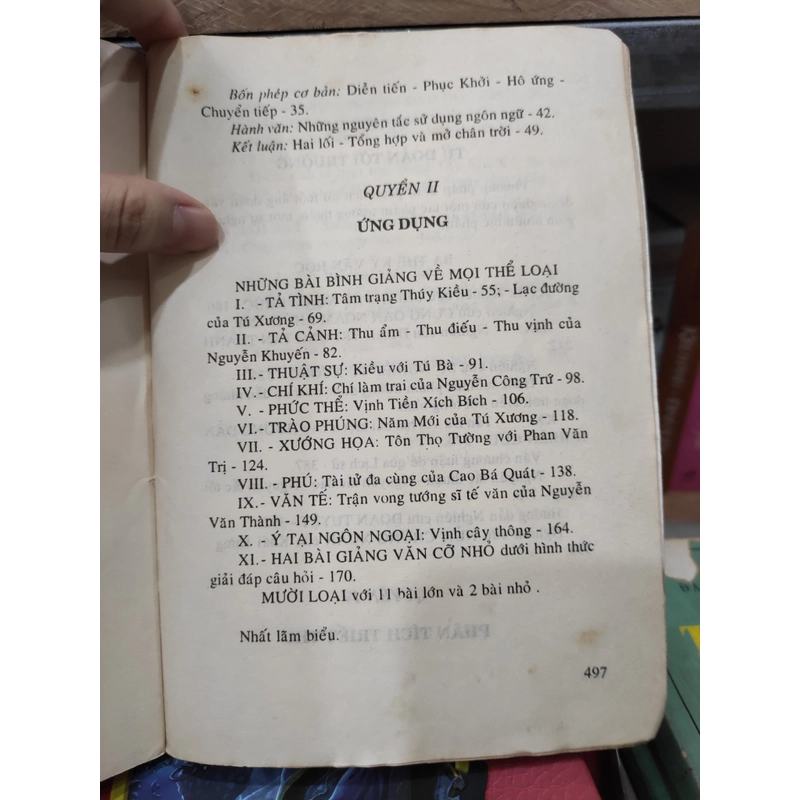 Bốn phép cơ bản: Diễn tiến - Phục Khởi - Hô ứng -
Chuyển tiếp - 35.
Hành văn: Những nguyên tắc sử dụng ngôn ngữ - 42.
Kết luận: Hai lối - Tổng hợp và mở chân trời - 49.
QUYỂN II
ỨNG DỤNG
NHỮNG BÀI BÌNH GIẢNG VỀ MỌI THỂ LOẠI
I. - TẢ TÌNH: Tâm trạng Thúy Kiều - 55; - Lạc đường
của Tú Xương - 69.
II. - TẢ CẢNH: Thu ẩm - Thu điếu - Thu vịnh của
Nguyễn Khuyến - 82.
III.- THUẬT SỰ: Kiều với Tú Bà - 91.
IV.- CHÍ KHÍ: Chí làm trai của Nguyễn Công Trứ - 98.
V. - PHỨC THỂ: Vịnh Tiền Xích Bích - 106.
VI.- TRÀO PHÚNG: Năm Mới của Tú Xương - 118.
VII. - XƯỚNG HỌA: Tôn Thọ Tường với Phan Văn
Trị - 124.
VIII. - PHÚ: Tài tử đa cùng của Cao Bá Quát - 138.
IX.- VĂN TẾ: Trận vong tướng sĩ tế văn của Nguyễn
Văn Thành - 149.
X. - Ý TẠI NGÔN NGOẠI: Vịnh cây thông - 164.
XI.- HAI BÀI GIẢNG VĂN CỠ NHỎ dưới hình thức
giải đáp câu hỏi - 170.
MƯỜI LOẠI với 11 bài lớn và 2 bài nhỏ .
Nhất lãm biểu.
497